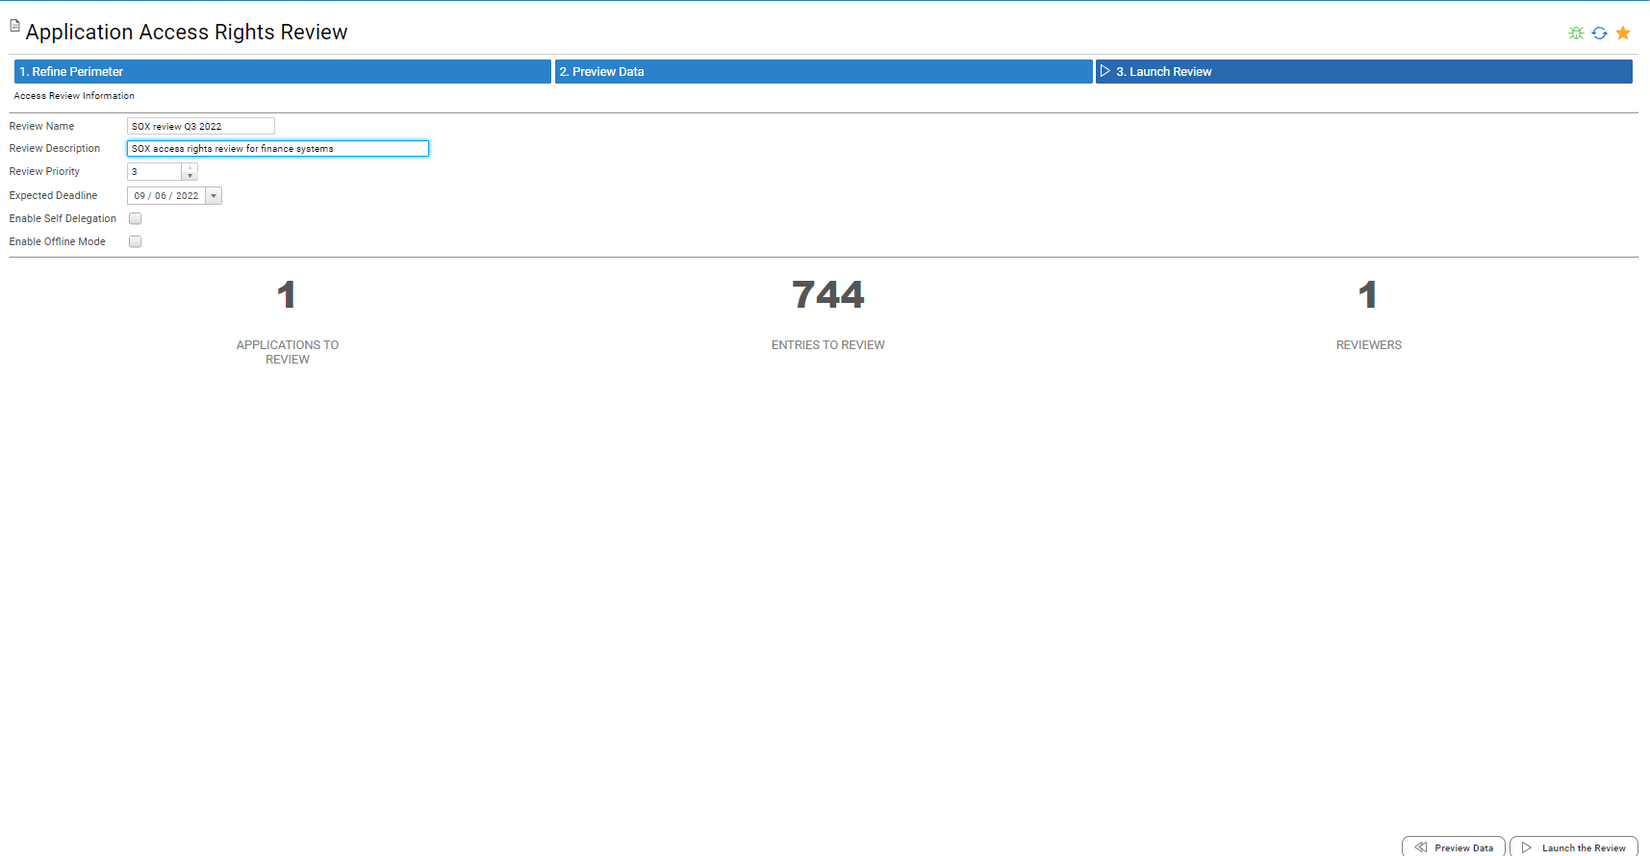 Application Access Rights Review
1. Refine Perimeter
2. Preview Data
3. Launch Review
Access Review Information
Review Name SOX review Q3 2022
Review Description SOX access rights review for finance systems
Review Priority 3
Expected Deadline 09 / 06 / 2022
Enable Self Delegation
Enable Offline Mode
1
APPLICATIONS TO
REVIEW
744
ENTRIES TO REVIEW
1
REVIEWERS
Preview Data
Launch the Review